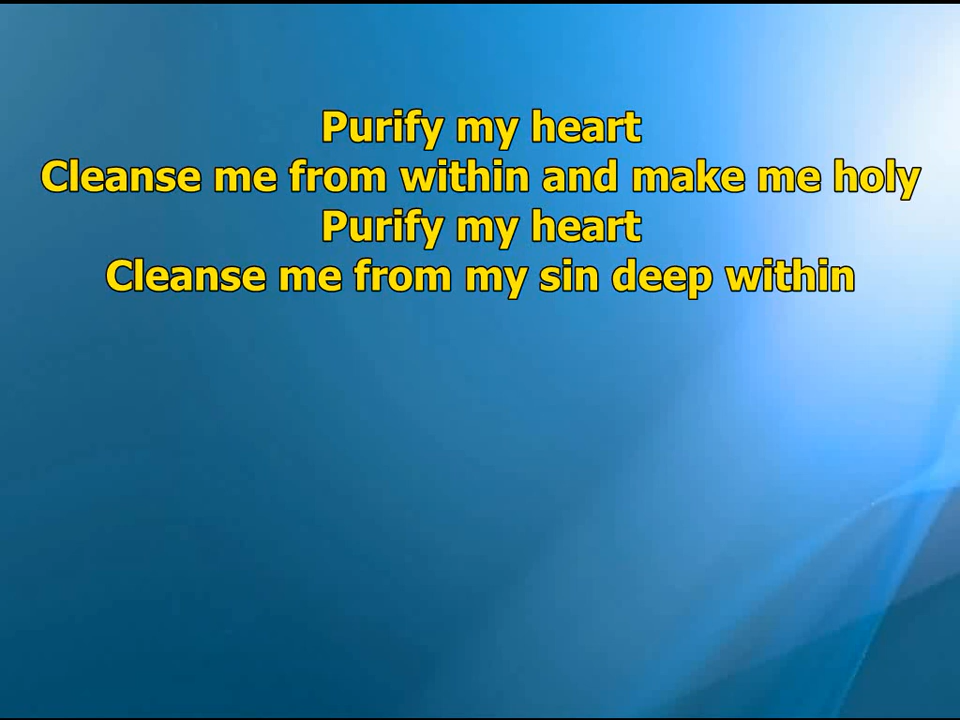 Purify my heart
Cleanse me from within and make me holy
Purify my heart
Cleanse me from my sin deep within